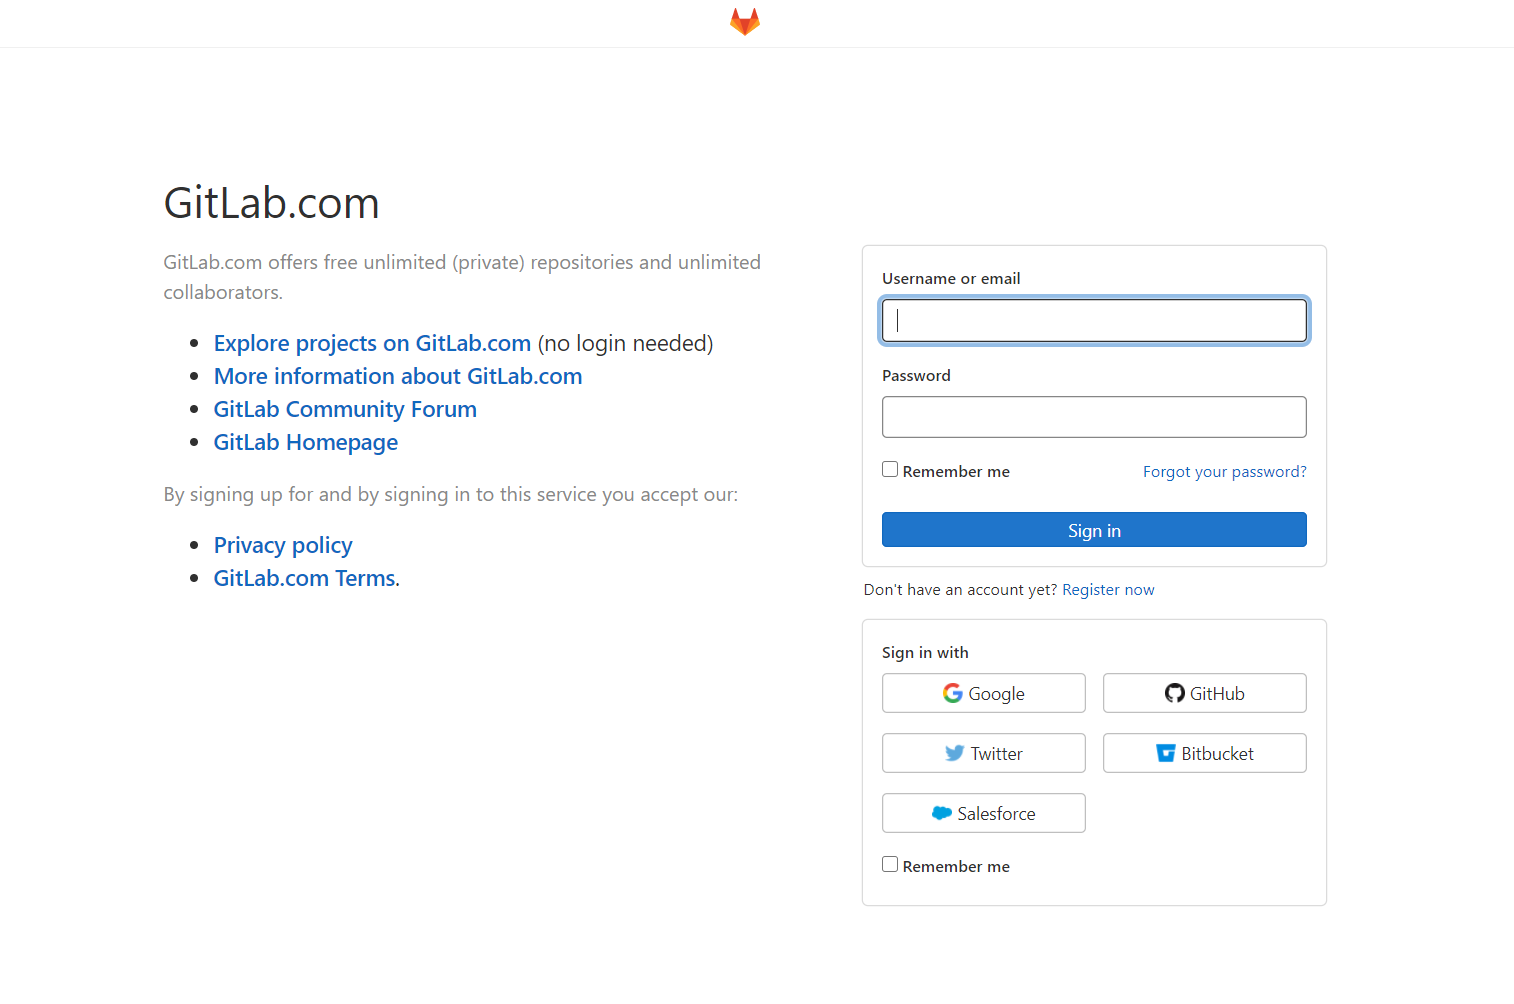 GitLab.com
GitLab.com offers free unlimited (private) repositories and unlimited
collaborators.
Explore projects on GitLab.com (no login needed)
More information about GitLab.com
GitLab Community Forum
GitLab Homepage
By signing up for and by signing in to this service you accept our:
Privacy policy
GitLab.com Terms.
Username or email
Password
Remember me Forgot your password?
Sign in
Don't have an account yet? Register now
Sign in with
Google GitHub
Twitter Bitbucket
Salesforce
Remember me